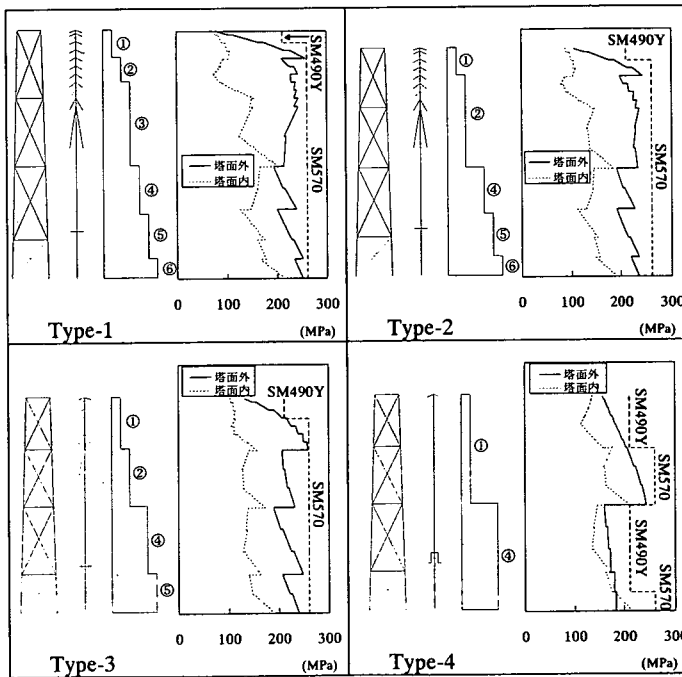 ①
②
③
④
⑤
⑥
SM490Y
SM570
塔面外
塔面内
0 100 200 300
(MPa)
Type-1
SM490Y
①
②
④
⑤
⑥
SM570
塔面外
塔面内
0 100 200 300
(MPa)
Type-2
塔面外
塔面内
SM490Y
①
②
④
⑤
SM570
0 100 200 300
(MPa)
Type-3
塔面外
塔面内
①
④
SM490Y
SM570
SM490Y
SM570
0 100 200 300
(MPa)
Type-4